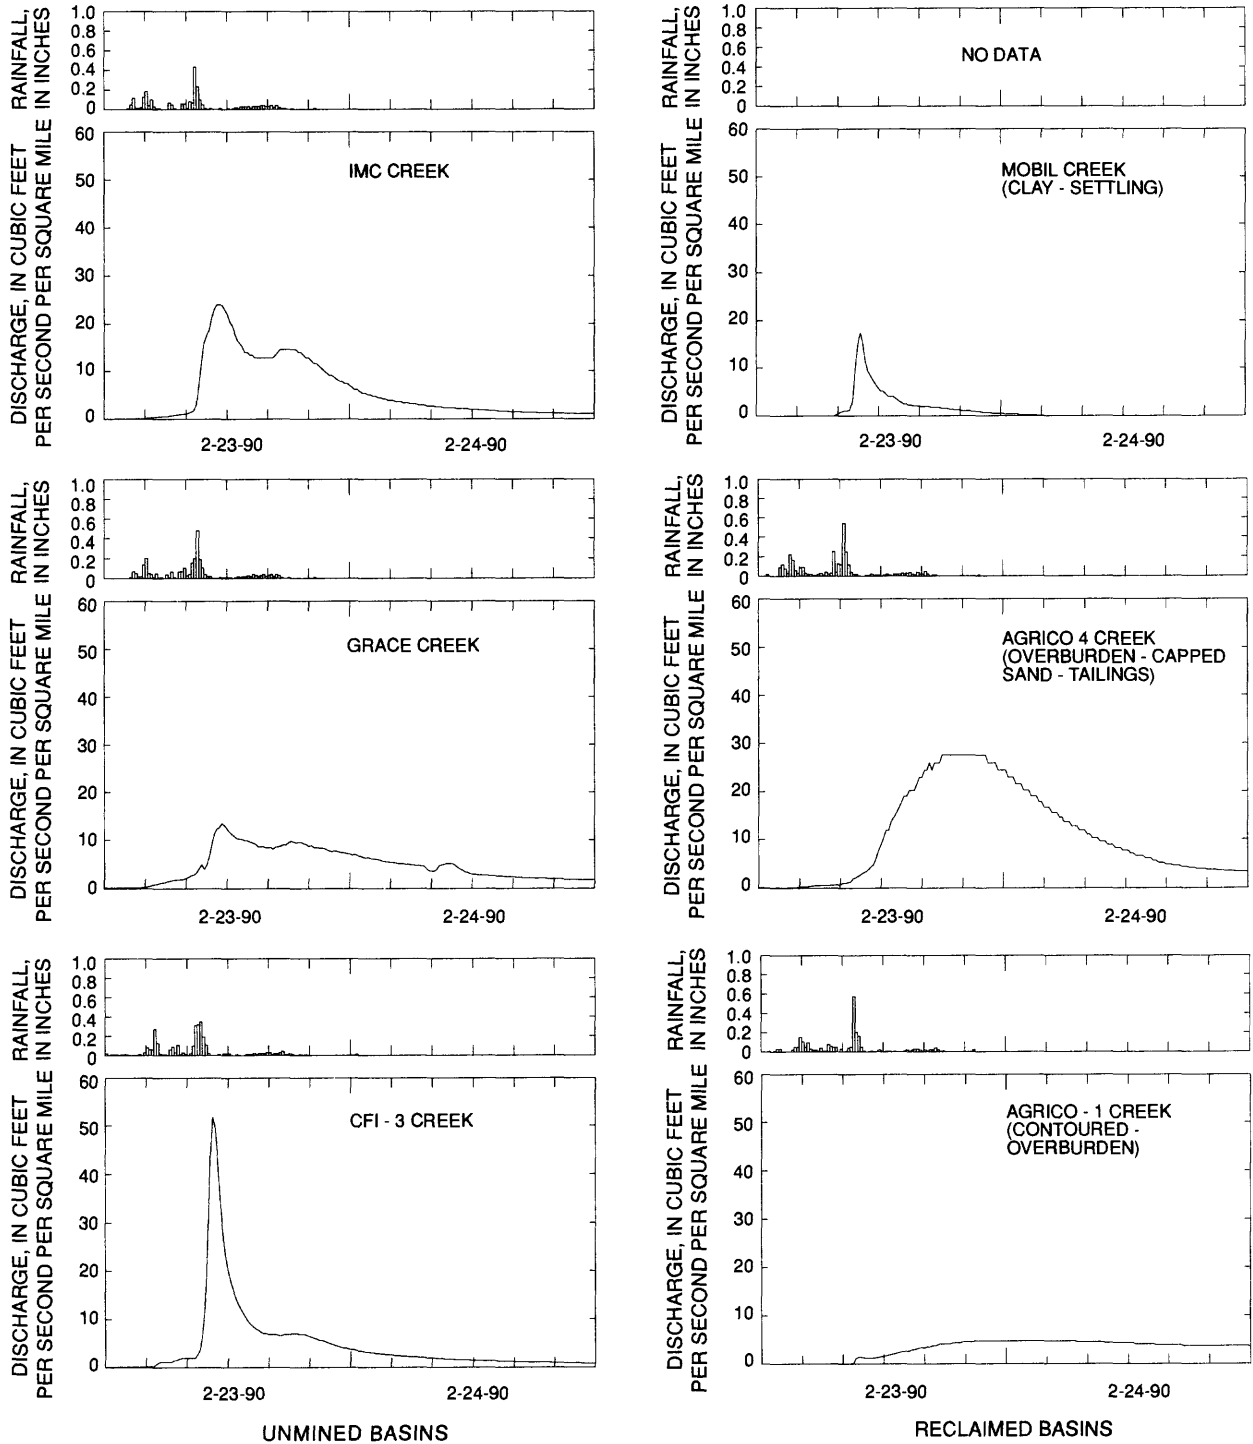 RAINFALL,
IN INCHES
1.0
0.8
0.6
0.4
0.2
0
DISCHARGE, IN CUBIC FEET
PER SECOND PER SQUARE MILE
60
50
40
30
20
10
0
IMC CREEK
2-23-90 2-24-90
RAINFALL,
IN INCHES
1.0
0.8
0.6
0.4
0.2
0
NO DATA
DISCHARGE, IN CUBIC FEET
PER SECOND PER SQUARE MILE
60
50
40
30
20
10
0
MOBIL CREEK
(CLAY - SETTLING)
2-23-90 2-24-90
RAINFALL,
IN INCHES
1.0
0.8
0.6
0.4
0.2
0
DISCHARGE, IN CUBIC FEET
PER SECOND PER SQUARE MILE
60
50
40
30
20
10
0
GRACE CREEK
2-23-90 2-24-90
RAINFALL,
IN INCHES
1.0
0.8
0.6
0.4
0.2
0
DISCHARGE, IN CUBIC FEET
PER SECOND PER SQUARE MILE
60
50
40
30
20
10
0
AGRICO 4 CREEK
(OVERBURDEN - CAPPED
SAND - TAILINGS)
2-23-90 2-24-90
RAINFALL,
IN INCHES
1.0
0.8
0.6
0.4
0.2
0
DISCHARGE, IN CUBIC FEET
PER SECOND PER SQUARE MILE
60
50
40
30
20
10
0
CFI - 3 CREEK
2-23-90 2-24-90
UNMINED BASINS
RAINFALL,
IN INCHES
1.0
0.8
0.6
0.4
0.2
0
DISCHARGE, IN CUBIC FEET
PER SECOND PER SQUARE MILE
60
50
40
30
20
10
0
AGRICO - 1 CREEK
(CONTOURED -
OVERBURDEN)
2-23-90 2-24-90
RECLAIMED BASINS